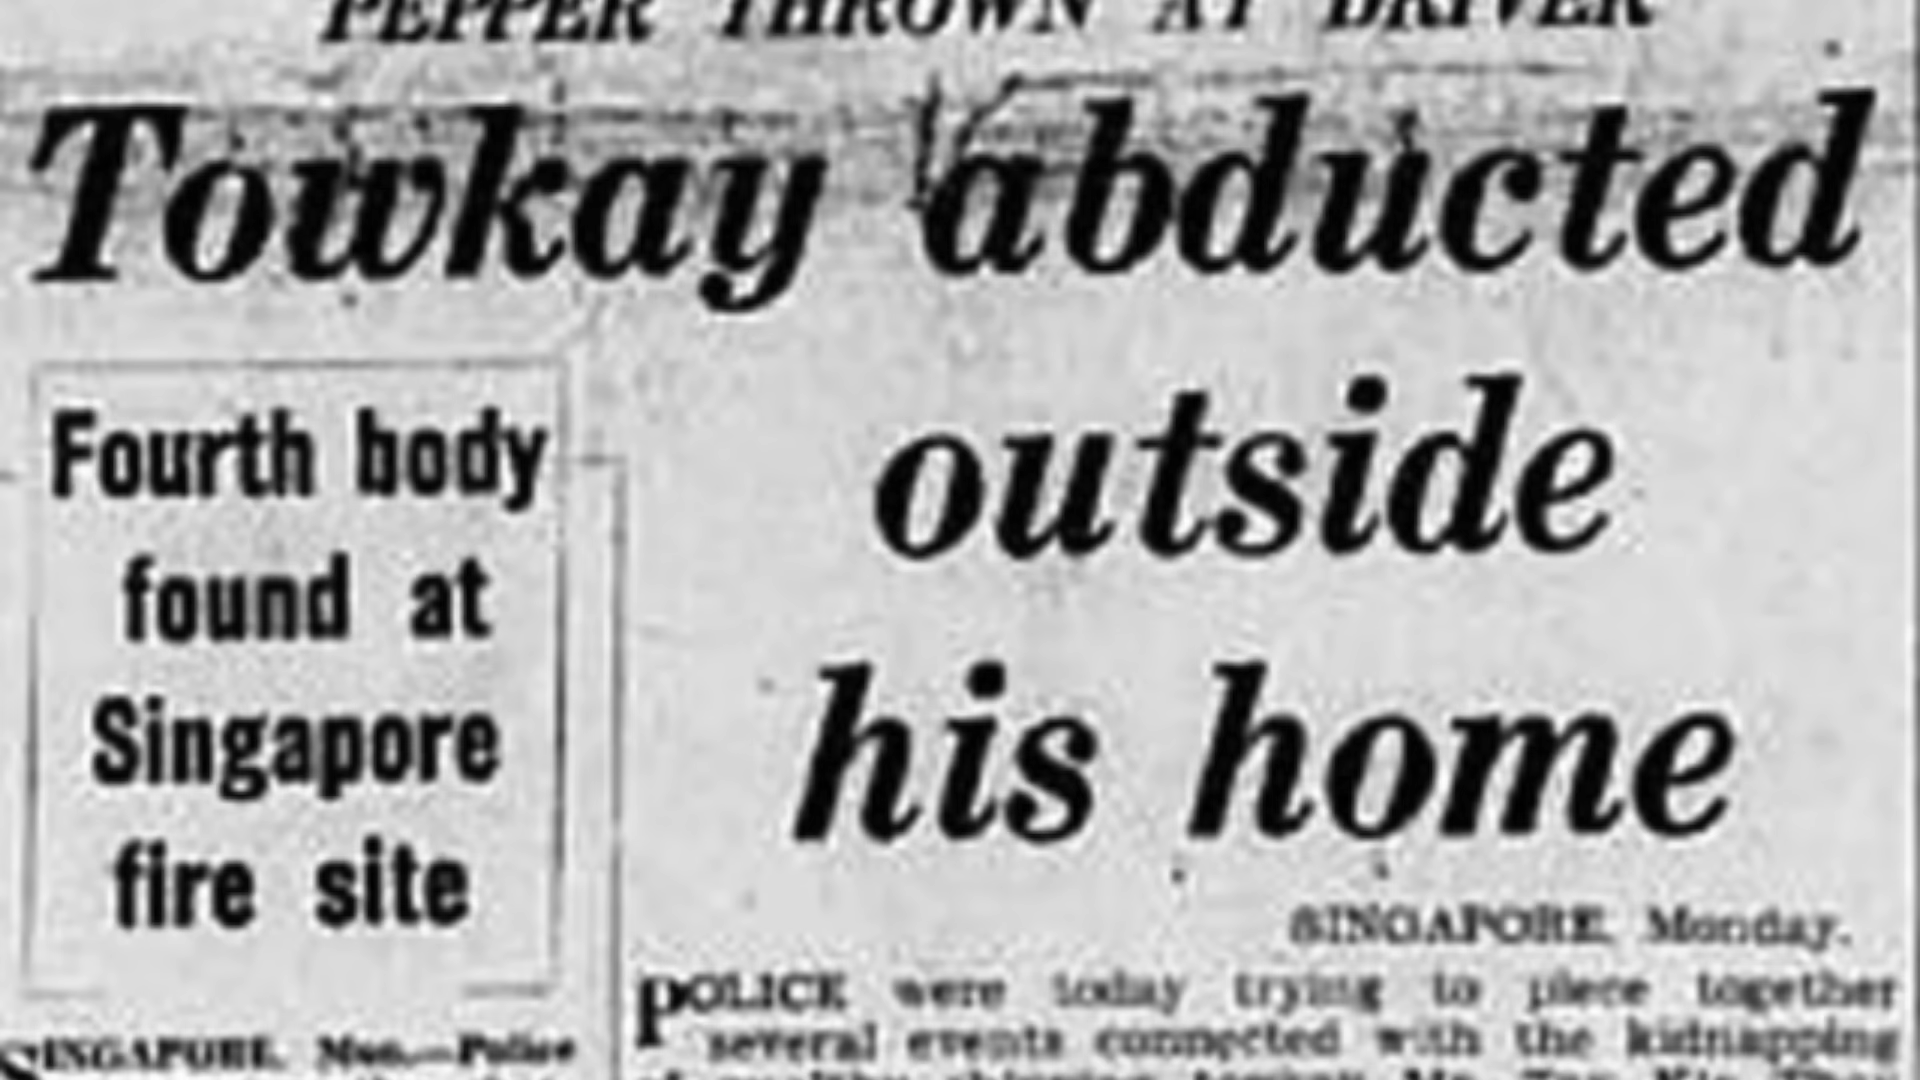 PEPPER THROWN AT DRIVER
Towkay abducted
outside
his home
Fourth body
found at
Singapore
fire site
SINGAPORE, Mon.—Police
SINGAPORE, Monday.
POLICE were today trying to piece together
several events connected with the kidnapping